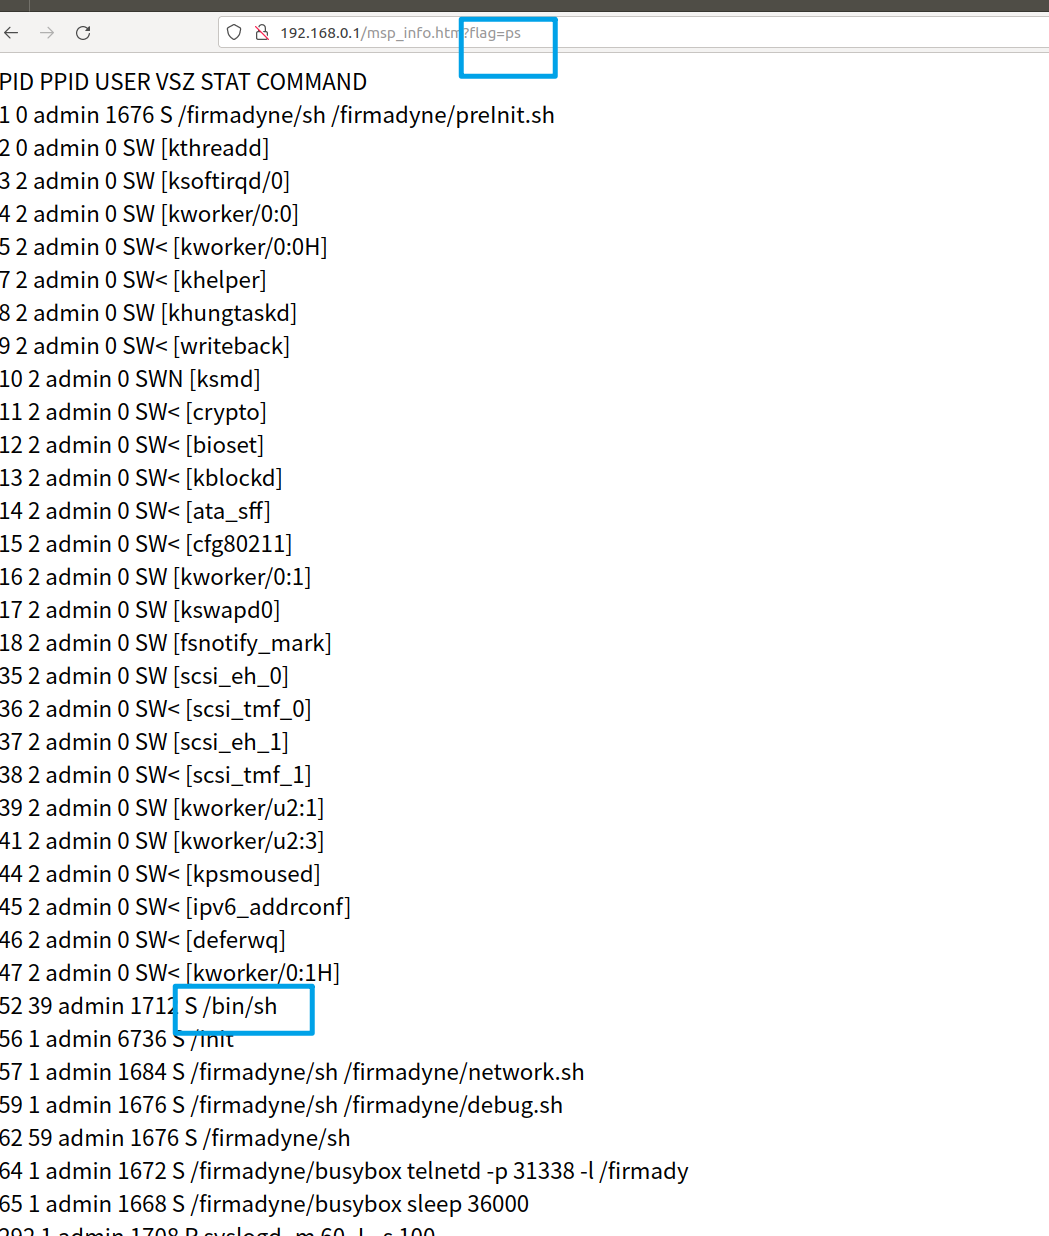 192.168.0.1/msp_info.htm?flag=ps
PID PPID USER VSZ STAT COMMAND
1 0 admin 1676 S /firmadyne/sh /firmadyne/preInit.sh
2 0 admin 0 SW [kthreadd]
3 2 admin 0 SW [ksoftirqd/0]
4 2 admin 0 SW [kworker/0:0]
5 2 admin 0 SW< [kworker/0:0H]
7 2 admin 0 SW< [khelper]
8 2 admin 0 SW [khungtaskd]
9 2 admin 0 SW< [writeback]
10 2 admin 0 SWN [ksmd]
11 2 admin 0 SW< [crypto]
12 2 admin 0 SW< [bioset]
13 2 admin 0 SW< [kblockd]
14 2 admin 0 SW< [ata_sff]
15 2 admin 0 SW< [cfg80211]
16 2 admin 0 SW [kworker/0:1]
17 2 admin 0 SW [kswapd0]
18 2 admin 0 SW [fsnotify_mark]
35 2 admin 0 SW [scsi_eh_0]
36 2 admin 0 SW< [scsi_tmf_0]
37 2 admin 0 SW [scsi_eh_1]
38 2 admin 0 SW< [scsi_tmf_1]
39 2 admin 0 SW [kworker/u2:1]
41 2 admin 0 SW [kworker/u2:3]
44 2 admin 0 SW< [kpsmoused]
45 2 admin 0 SW< [ipv6_addrconf]
46 2 admin 0 SW< [deferwq]
47 2 admin 0 SW< [kworker/0:1H]
52 39 admin 1712 S /bin/sh
56 1 admin 6736 S /init
57 1 admin 1684 S /firmadyne/sh /firmadyne/network.sh
59 1 admin 1676 S /firmadyne/sh /firmadyne/debug.sh
62 59 admin 1676 S /firmadyne/sh
64 1 admin 1672 S /firmadyne/busybox telnetd -p 31338 -l /firmady
65 1 admin 1668 S /firmadyne/busybox sleep 36000
1 admin 1708 R syslogd -m 60 -s 100